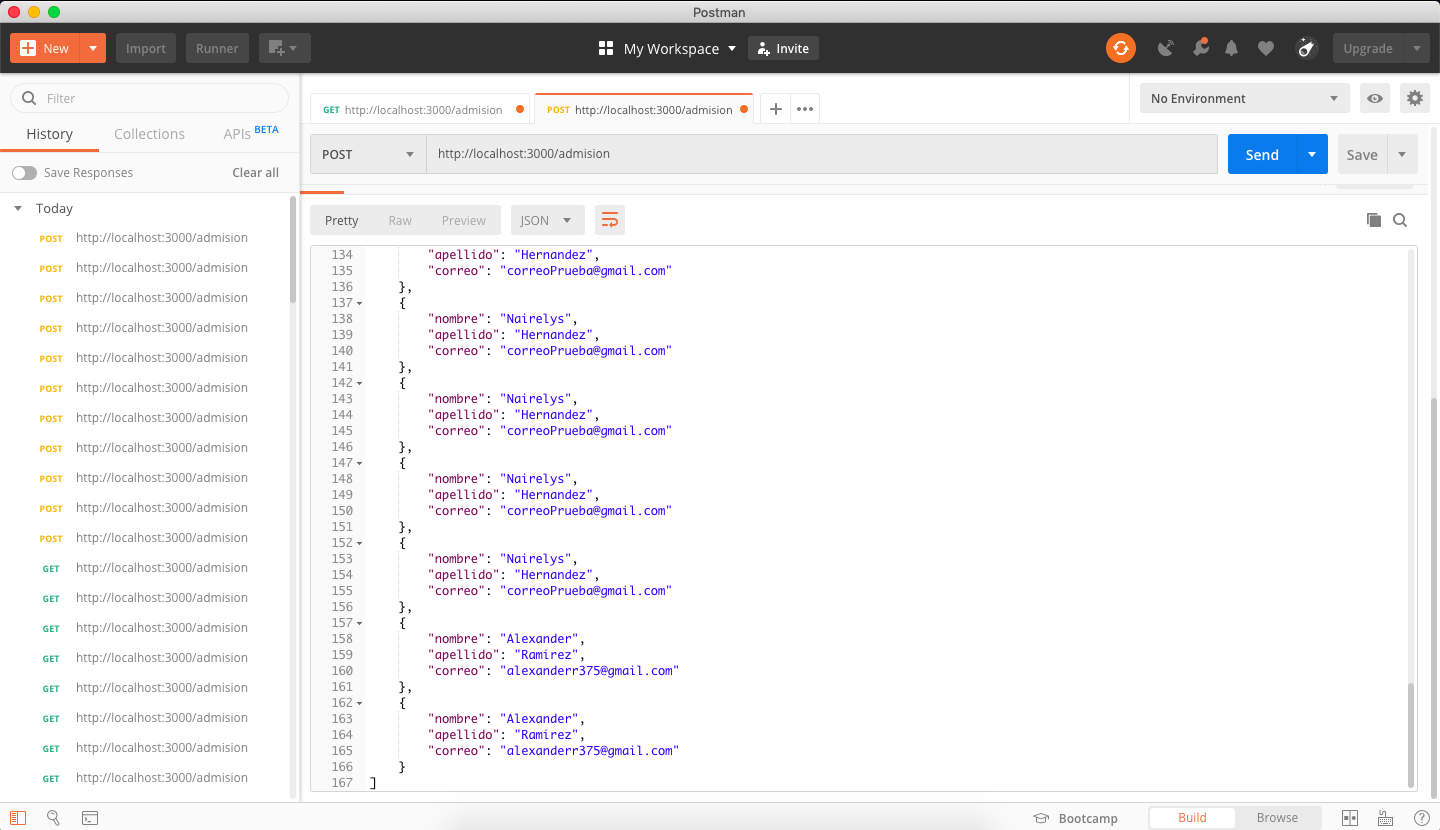 Postman
New
Import
Runner
My Workspace
Invite
Upgrade
Filter
History
Collections
APIs BETA
Save Responses
Clear all
Today
POST http://localhost:3000/admision
POST http://localhost:3000/admision
POST http://localhost:3000/admision
POST http://localhost:3000/admision
POST http://localhost:3000/admision
POST http://localhost:3000/admision
POST http://localhost:3000/admision
POST http://localhost:3000/admision
POST http://localhost:3000/admision
POST http://localhost:3000/admision
POST http://localhost:3000/admision
GET http://localhost:3000/admision
GET http://localhost:3000/admision
GET http://localhost:3000/admision
GET http://localhost:3000/admision
GET http://localhost:3000/admision
GET http://localhost:3000/admision
GET http://localhost:3000/admision
GET http://localhost:3000/admision
GET http://localhost:3000/admision
POST http://localhost:3000/admision
No Environment
POST
http://localhost:3000/admision
Send
Save
Pretty
Raw
Preview
JSON
134 "apellido": "Hernandez",
135 "correo": "correoPrueba@gmail.com"
136 },
137 {
138 "nombre": "Nairelys",
139 "apellido": "Hernandez",
140 "correo": "correoPrueba@gmail.com"
141 },
142 {
143 "nombre": "Nairelys",
144 "apellido": "Hernandez",
145 "correo": "correoPrueba@gmail.com"
146 },
147 {
148 "nombre": "Nairelys",
149 "apellido": "Hernandez",
150 "correo": "correoPrueba@gmail.com"
151 },
152 {
153 "nombre": "Nairelys",
154 "apellido": "Hernandez",
155 "correo": "correoPrueba@gmail.com"
156 },
157 {
158 "nombre": "Alexander",
159 "apellido": "Ramirez",
160 "correo": "alexanderr375@gmail.com"
161 },
162 {
163 "nombre": "Alexander",
164 "apellido": "Ramirez",
165 "correo": "alexanderr375@gmail.com"
166 }
167 ]
Bootcamp
Build
Browse